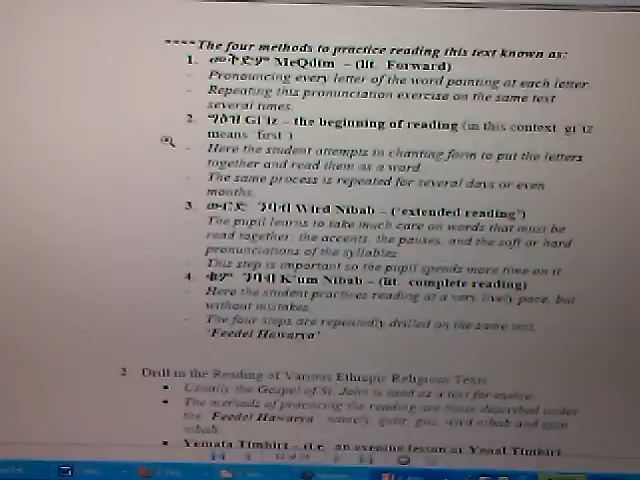 ****The four methods to practice reading this text known as:
1. MeQdim – (lit. Forward)
- Pronouncing every letter of the word pointing at each letter.
- Repeating this pronunciation exercise on the same text
several times.
2. ግዕዝ Gi'iz – the beginning of reading (in this context gi'iz
means first )
- Here the student attempts in chanting form to put the letters
together and read them as a word.
- The same process is repeated for several days or even
months.
3. ንባብ Wird Nibab – ('extended reading')
- The pupil learns to take much care on words that must be
read together, the accents, the pauses, and the soft or hard
pronunciations of the syllables.
- This step is important so the pupil spends more time on it
4. ቁም ንባብ K'um Nibab – (lit. complete reading)
- Here the student practices reading at a very lively pace, but
without mistakes.
- The four steps are repeatedly drilled on the same text,
'Feedel Hawarya'
2 Drill in the Reading of Various Ethiopic Religious Texts
• Usually the Gospel of St. John is used as a text for
• The methods of practicing the reading are those described under
the Feedel Hawarya, wird nibab and
nibab
• Yemata Timhirt – (i.e. an evening lesson or Timhirt